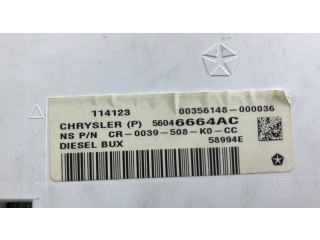 114123 00356148-000036
CHRYSLER (P) 56046664AC
NS P/N CR-0039-508-K0-CC
DIESEL BUX 58994E